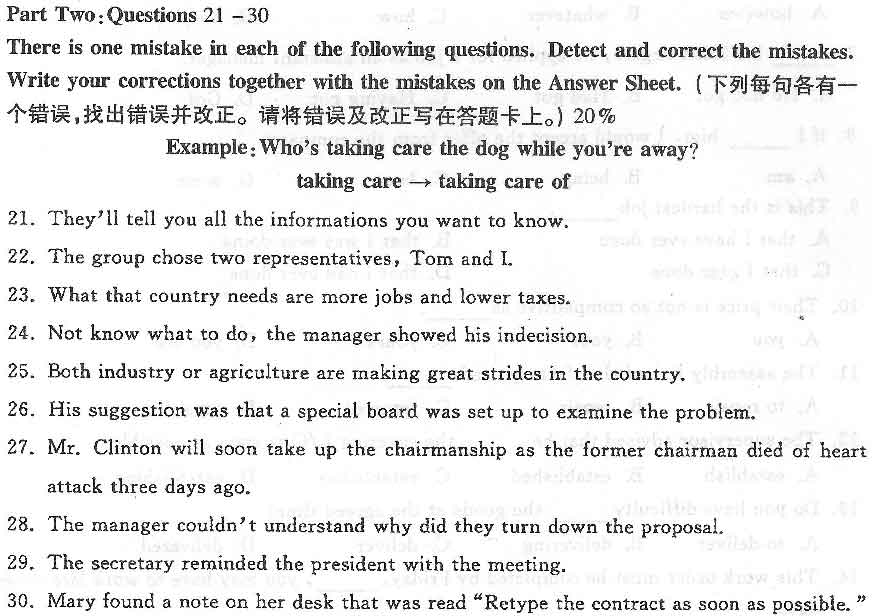 Part Two:Questions 21 -30
There is one mistake in each of the following questions. Detect and correct the mistakes.
Write your corrections together with the mistakes on the Answer Sheet. (下列每句各有一
个错误,找出错误并改正。请将错误及改正写在答题卡上。) 20%
Example:Who's taking care the dog while you're away?
taking care → taking care of
21. They'll tell you all the informations you want to know.
22. The group chose two representatives, Tom and I.
23. What that country needs are more jobs and lower taxes.
24. Not know what to do, the manager showed his indecision.
25. Both industry or agriculture are making great strides in the country.
26. His suggestion was that a special board was set up to examine the problem.
27. Mr. Clinton will soon take up the chairmanship as the former chairman died of heart
attack three days ago.
28. The manager couldn't understand why did they turn down the proposal.
29. The secretary reminded the president with the meeting.
30. Mary found a note on her desk that was read “Retype the contract as soon as possible.”